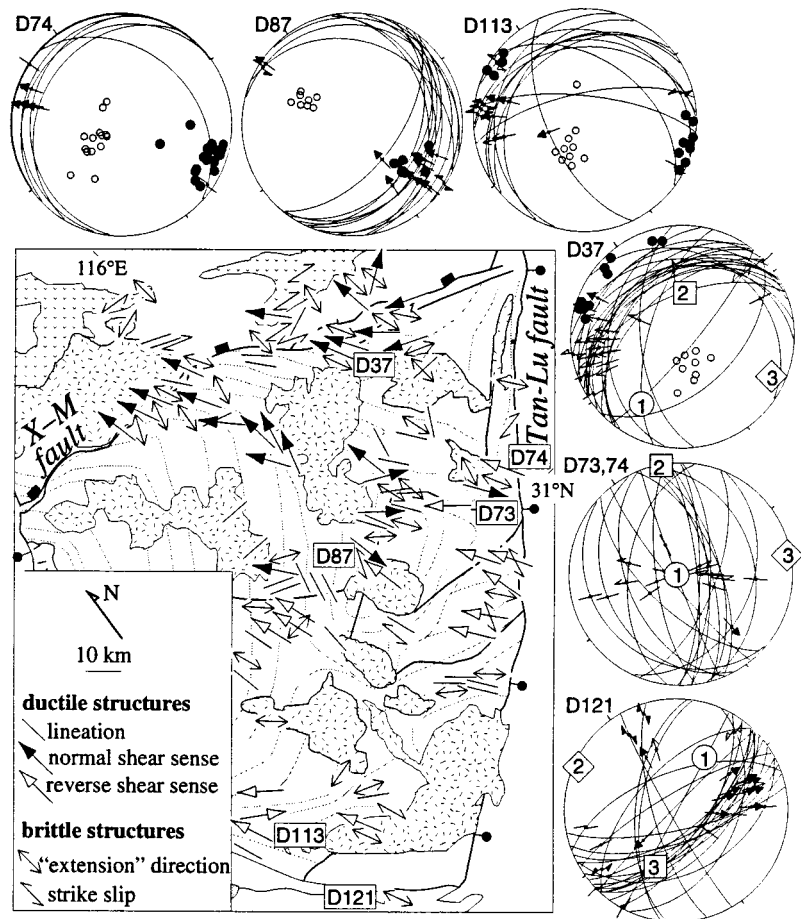 D74
D87
D113
116°E
D37
2
3
1
X–M
fault
D37
Tan-Lu fault
D74
31°N
D73
D87
D73,74
2
3
1
N
10 km
ductile structures
lineation
normal shear sense
reverse shear sense
brittle structures
"extension" direction
strike slip
D113
D121
D121
2
1
3